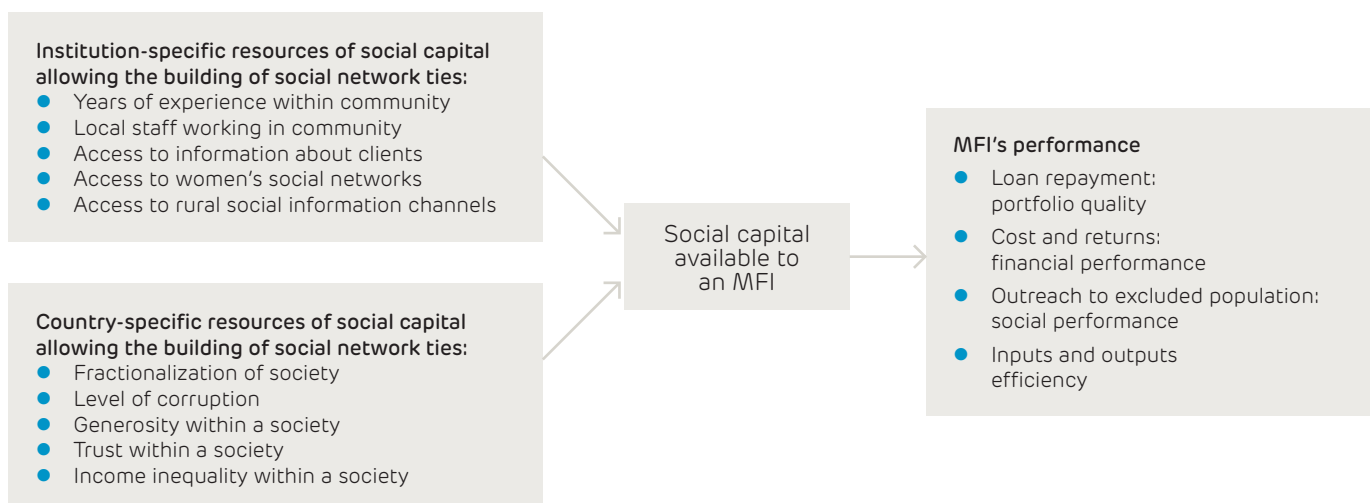 Institution-specific resources of social capital
allowing the building of social network ties:
Years of experience within community
Local staff working in community
Access to information about clients
Access to women's social networks
Access to rural social information channels
Country-specific resources of social capital
allowing the building of social network ties:
Fractionalization of society
Level of corruption
Generosity within a society
Trust within a society
Income inequality within a society
Social capital
available to
an MFI
MFI's performance
Loan repayment:
portfolio quality
Cost and returns:
financial performance
Outreach to excluded population:
social performance
Inputs and outputs
efficiency